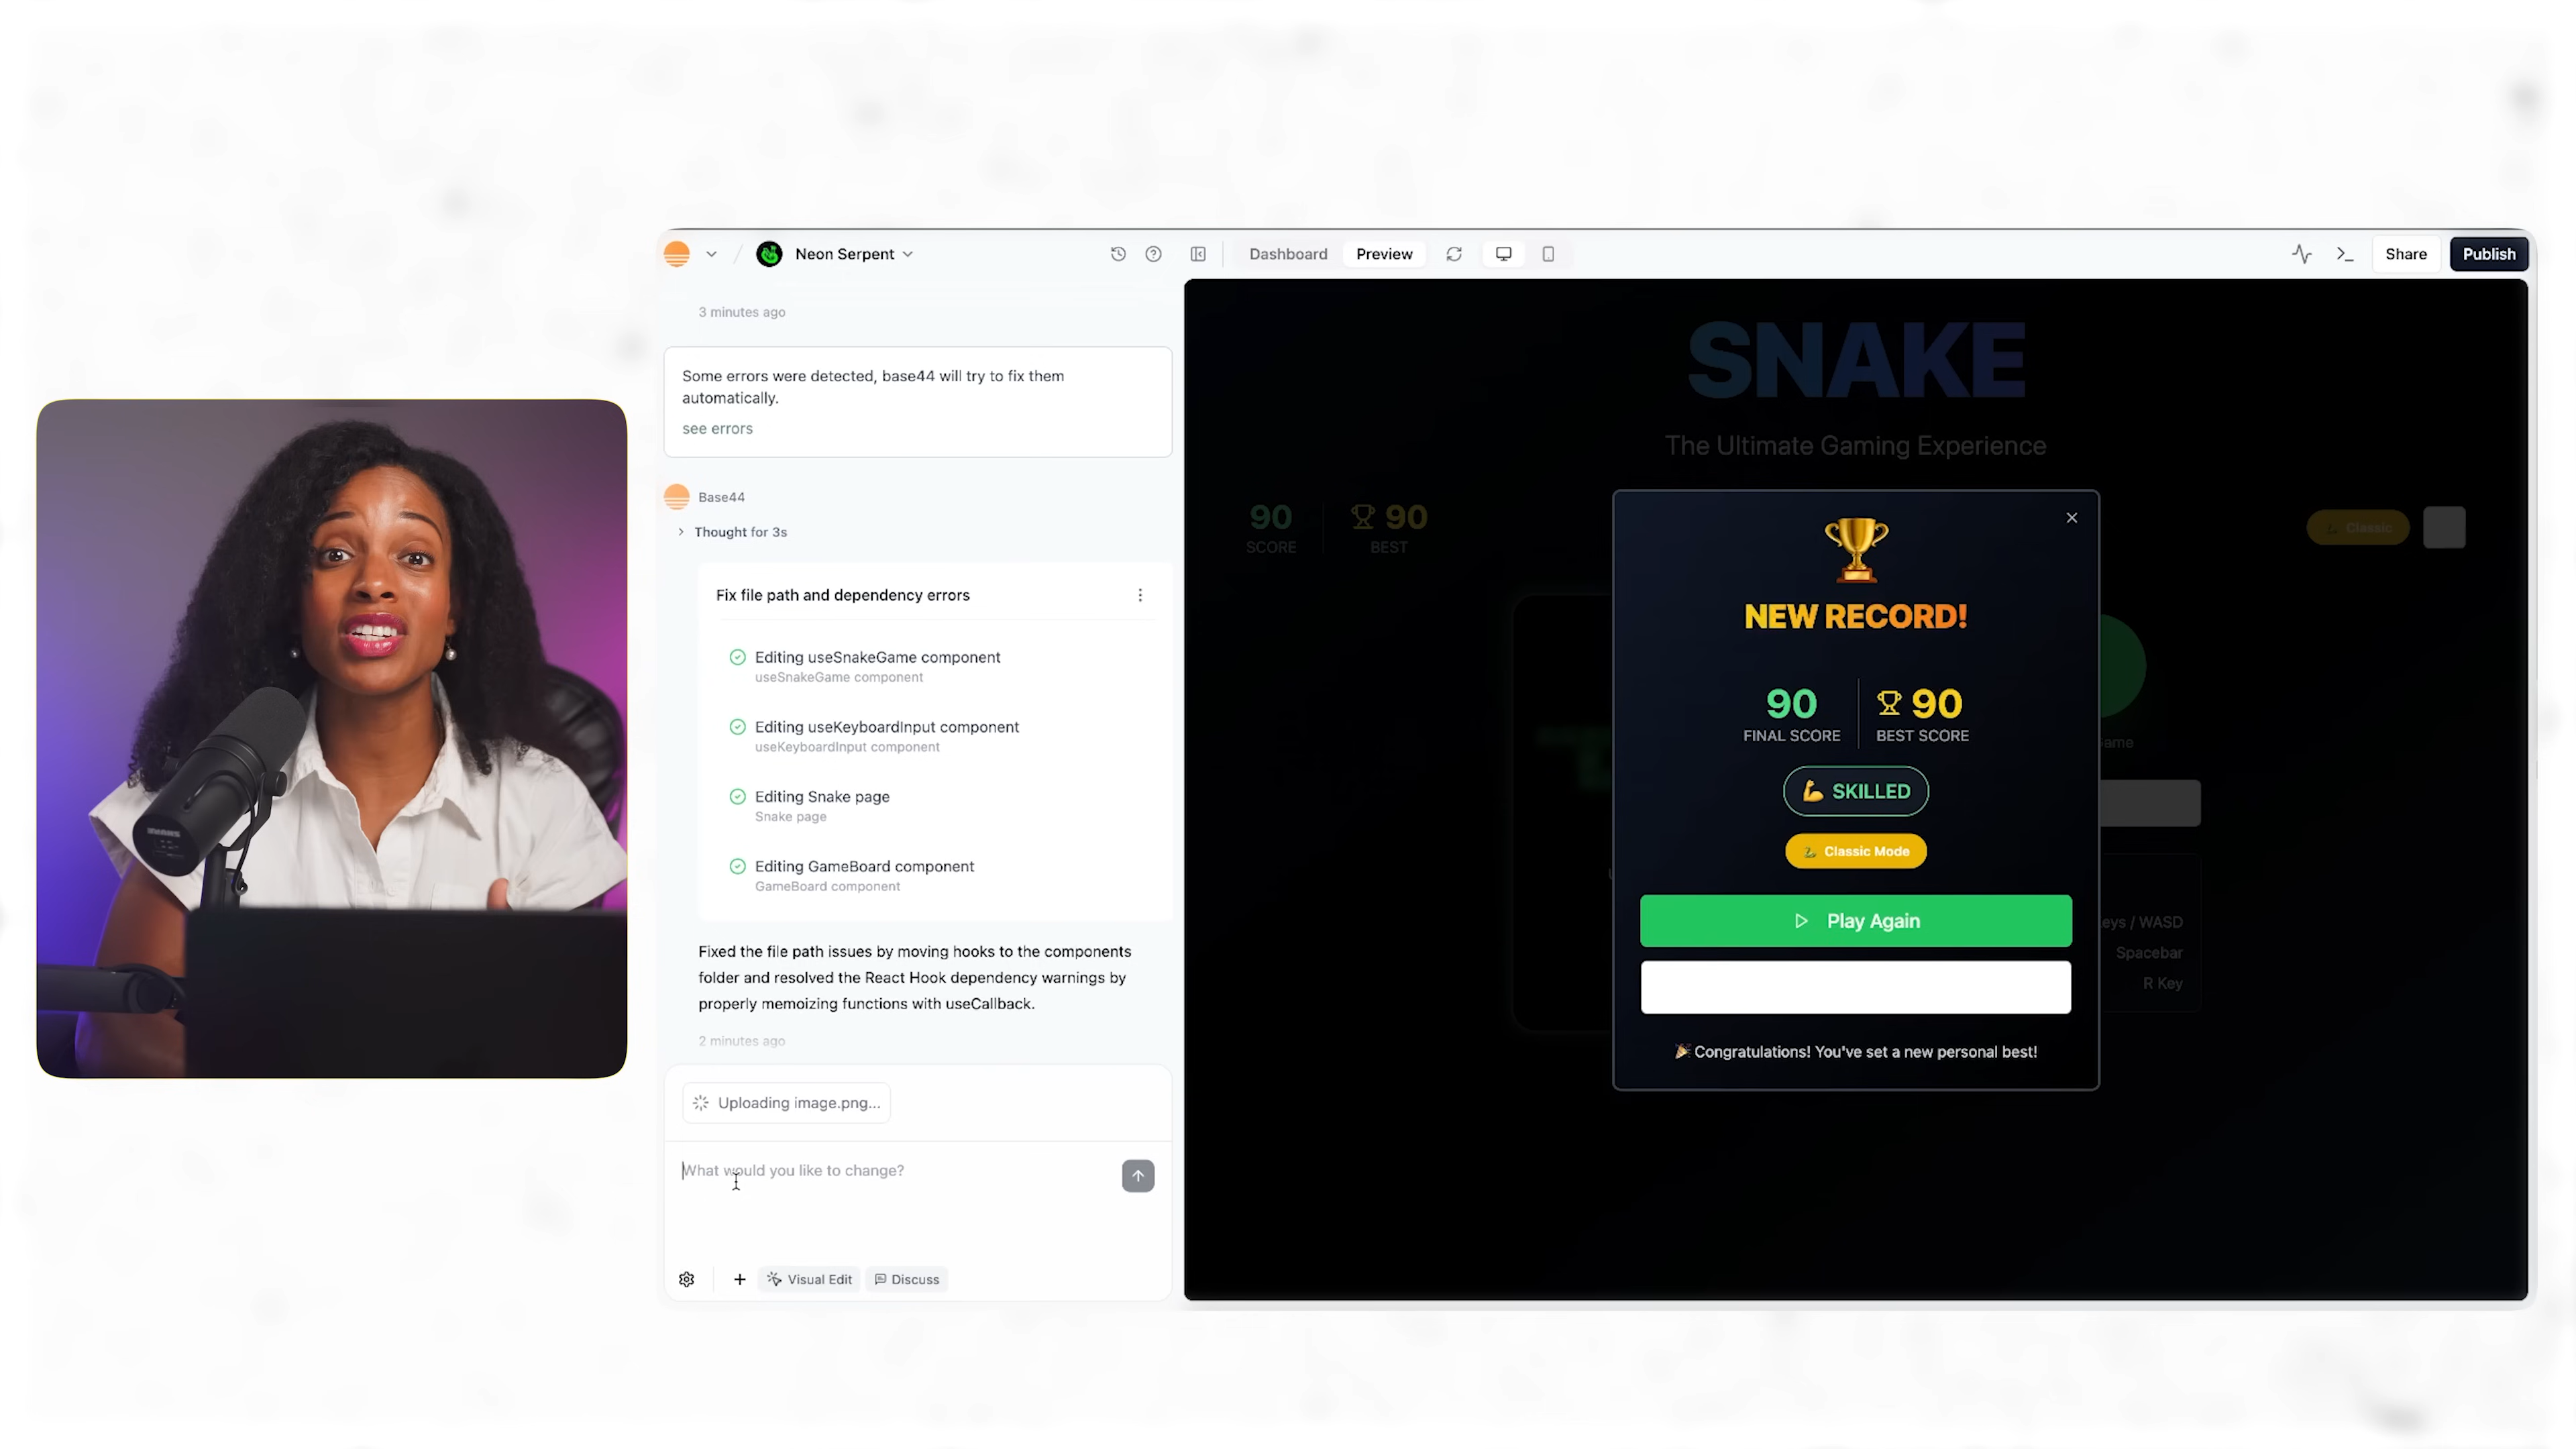 Neon Serpent
Dashboard
Preview
Share
Publish
3 minutes ago
Some errors were detected, base44 will try to fix them
automatically.
see errors
Base44
Thought for 3s
Fix file path and dependency errors
Editing useSnakeGame component
useSnakeGame component
Editing useKeyboardInput component
useKeyboardInput component
Editing Snake page
Snake page
Editing GameBoard component
GameBoard component
Fixed the file path issues by moving hooks to the components
folder and resolved the React Hook dependency warnings by
properly memoizing functions with useCallback.
2 minutes ago
Uploading image.png...
What would you like to change?
Visual Edit
Discuss
SNAKE
The Ultimate Gaming Experience
90
SCORE
90
BEST
Classic
NEW RECORD!
90
FINAL SCORE
90
BEST SCORE
SKILLED
Classic Mode
Play Again
Congratulations! You've set a new personal best!
/ WASD
Spacebar
R Key